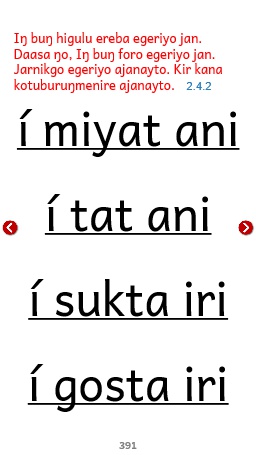 Iŋ buŋ higulu ereba egeriyo jan.
Daasa ŋo, Iŋ buŋ foro egeriyo jan.
Jarnikgo egeriyo ajanayto. Kir kana
kotuburuŋmenire ajanayto. 2.4.2
í miyat ani
í tat ani
í sukta iri
í gosta iri
391